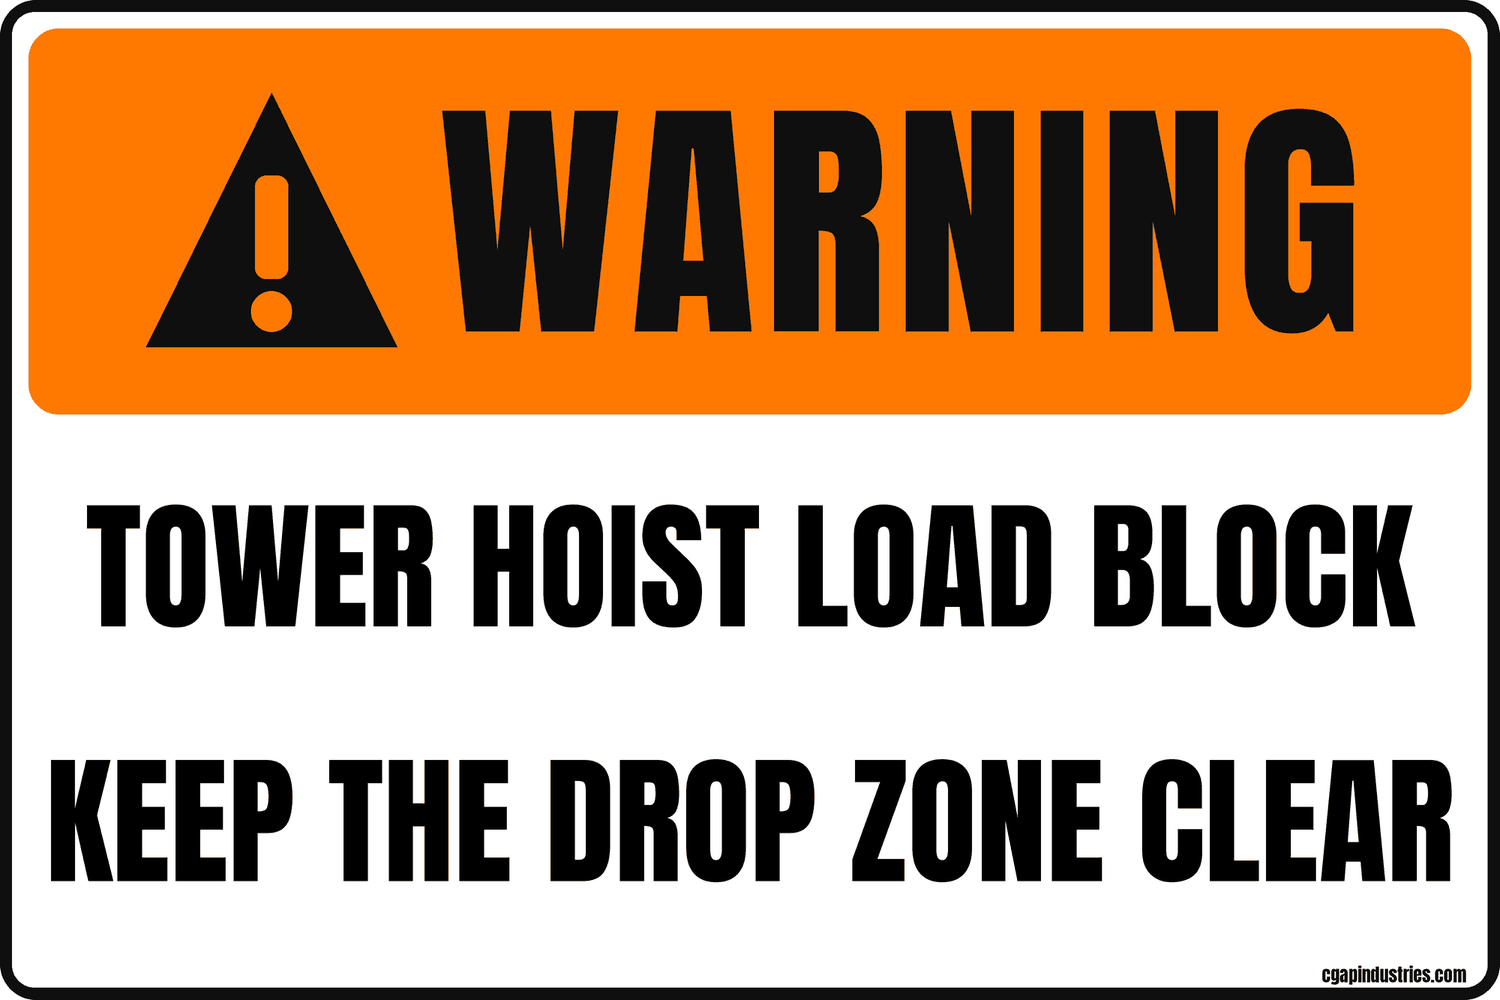 WARNING
TOWER HOIST LOAD BLOCK
KEEP THE DROP ZONE CLEAR
cgapindustries.com